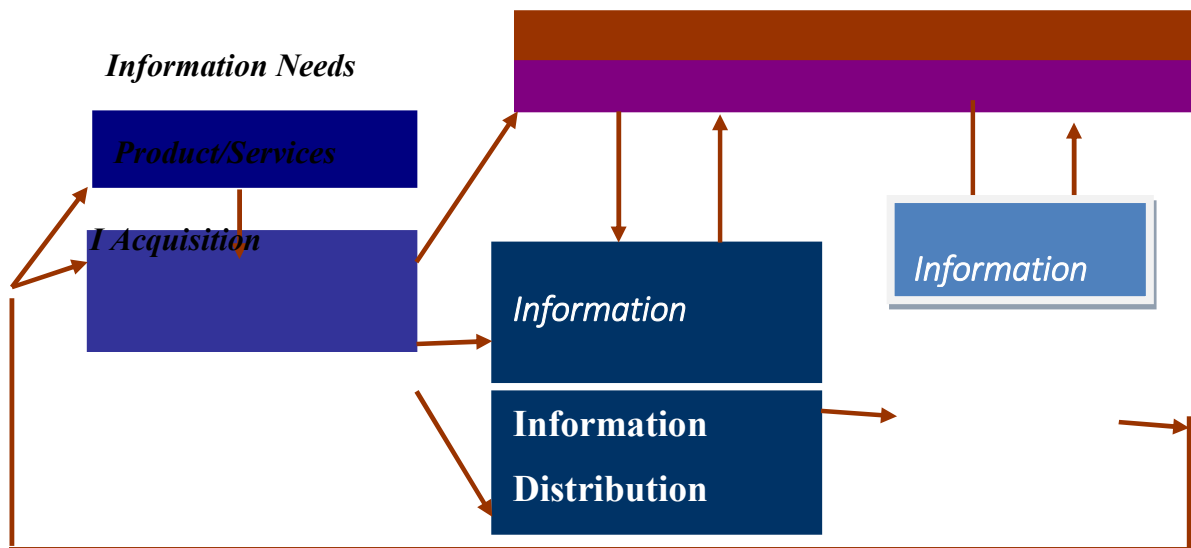 Information Needs
Product/Services
I Acquisition
Information
Information
Distribution
Information